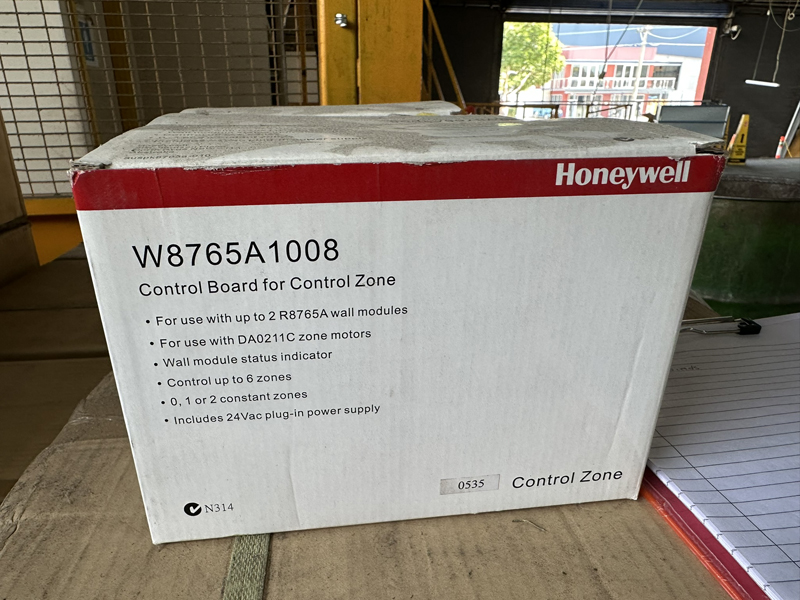 Honeywell
W8765A1008
Control Board for Control Zone
• For use with up to 2 R8765A wall modules
• For use with DA0211C zone motors
• Wall module status indicator
• Control up to 6 zones
• 0, 1 or 2 constant zones
• Includes 24Vac plug-in power supply
0535 Control Zone
N314